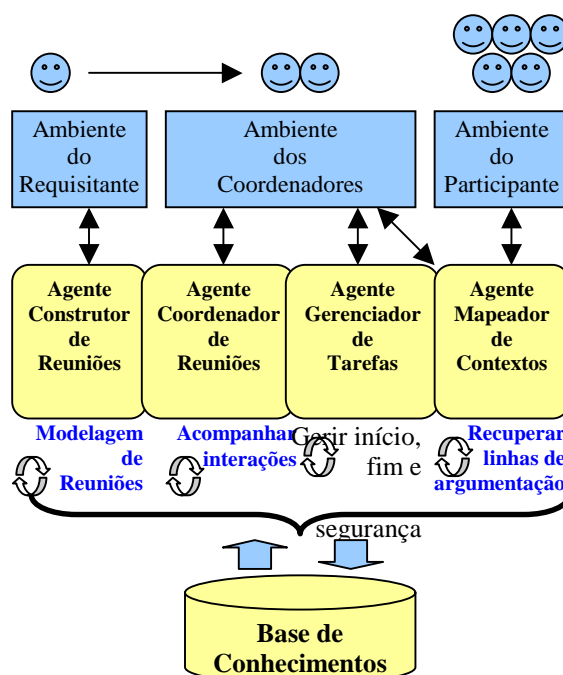 Ambiente
do
Requisitante
Ambiente
dos
Coordenadores
Ambiente
do
Participante
Agente
Construtor
de
Reuniões
Agente
Coordenador
de
Reuniões
Agente
Gerenciador
de
Tarefas
Agente
Mapeador
de
Contextos
Modelagem
de
Reuniões
Acompanhar
interações
Gerir início,
fim e
segurança
Recuperar
linhas de
argumentação
Base de
Conhecimentos